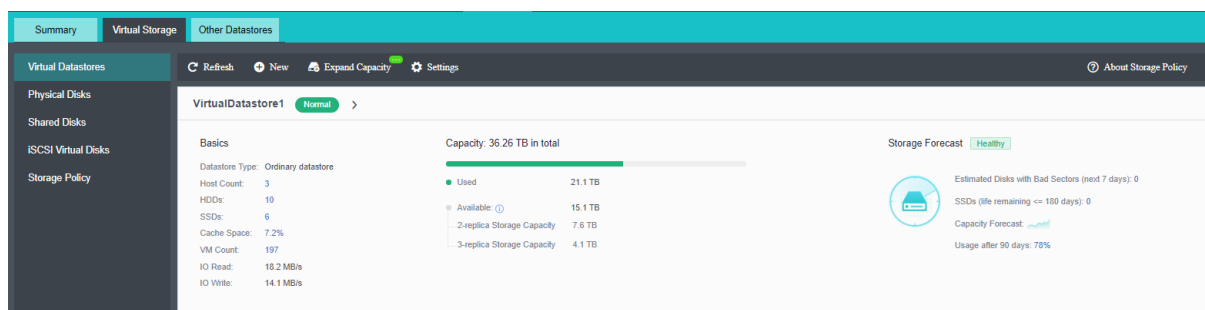 Summary Virtual Storage Other Datastores
Virtual Datastores
Physical Disks
Shared Disks
iSCSI Virtual Disks
Storage Policy
Refresh New Expand Capacity Settings About Storage Policy
VirtualDatastore1 Normal
Basics
Datastore Type: Ordinary datastore
Host Count: 3
HDDs: 10
SSDs: 6
Cache Space: 7.2%
VM Count: 197
IO Read: 18.2 MB/s
IO Write: 14.1 MB/s
Capacity: 36.26 TB in total
Used 21.1 TB
Available: 15.1 TB
2-replica Storage Capacity 7.6 TB
3-replica Storage Capacity 4.1 TB
Storage Forecast Healthy
Estimated Disks with Bad Sectors (next 7 days): 0
SSDs (life remaining <= 180 days): 0
Capacity Forecast:
Usage after 90 days: 78%